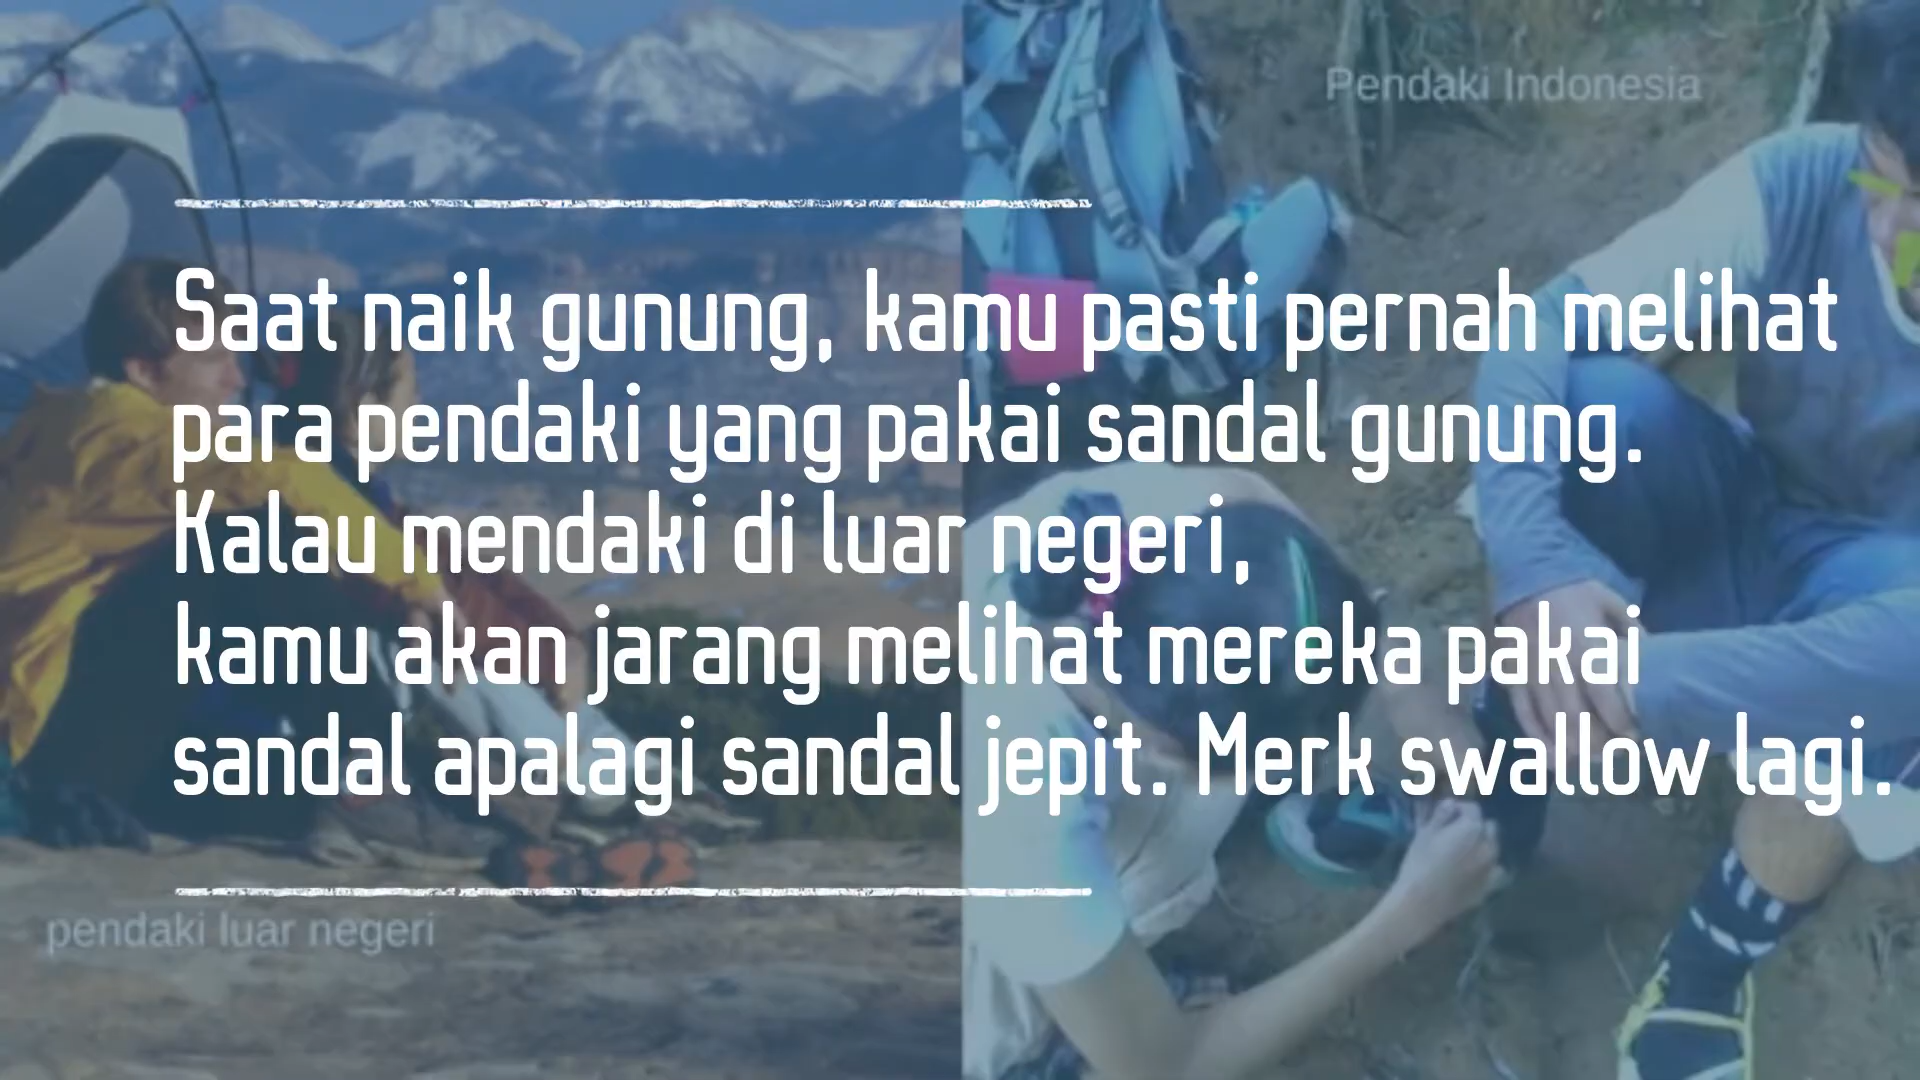 Pendaki Indonesia
Saat naik gunung, kamu pasti pernah melihat
para pendaki yang pakai sandal gunung.
Kalau mendaki di luar negeri,
kamu akan jarang melihat mereka pakai
sandal apalagi sandal jepit. Merk swallow lagi.
pendaki luar negeri